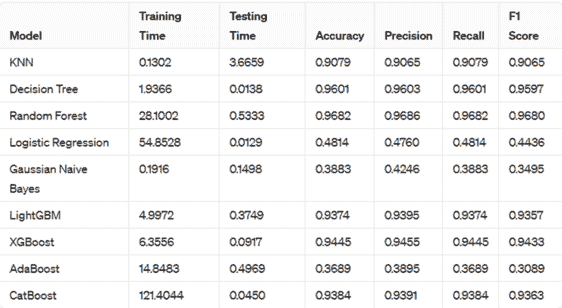 Model Training Time Testing Time Accuracy Precision Recall F1 Score
KNN 0.1302 3.6659 0.9079 0.9065 0.9079 0.9065
Decision Tree 1.9366 0.0138 0.9601 0.9603 0.9601 0.9597
Random Forest 28.1002 0.5333 0.9682 0.9686 0.9682 0.9680
Logistic Regression 54.8528 0.0129 0.4814 0.4760 0.4814 0.4436
Gaussian Naive Bayes 0.1916 0.1498 0.3883 0.4246 0.3883 0.3495
LightGBM 4.9972 0.3749 0.9374 0.9395 0.9374 0.9357
XGBoost 6.3556 0.0917 0.9445 0.9455 0.9445 0.9433
AdaBoost 14.8483 0.4969 0.3689 0.3895 0.3689 0.3089
CatBoost 121.4044 0.0450 0.9384 0.9391 0.9384 0.9363